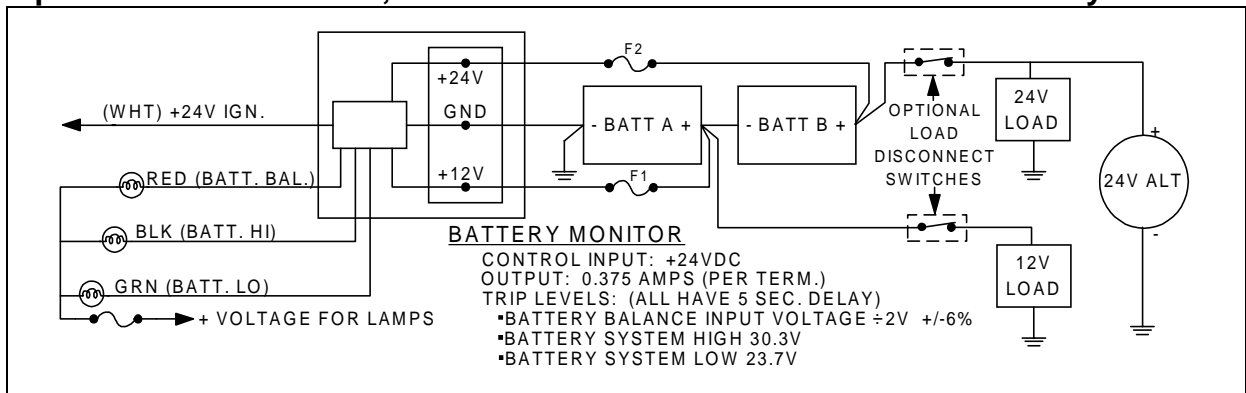 F2
+24V
(WHT) +24V IGN.
GND
- BATT A +
- BATT B +
OPTIONAL
LOAD
DISCONNECT
SWITCHES
24V
LOAD
+
24V ALT
-
RED (BATT. BAL.)
+12V
F1
BLK (BATT. HI)
GRN (BATT. LO)
+ VOLTAGE FOR LAMPS
BATTERY MONITOR
CONTROL INPUT: +24VDC
OUTPUT: 0.375 AMPS (PER TERM.)
TRIP LEVELS: (ALL HAVE 5 SEC. DELAY)
▪BATTERY BALANCE INPUT VOLTAGE ÷2V +/-6%
▪BATTERY SYSTEM HIGH 30.3V
▪BATTERY SYSTEM LOW 23.7V
12V
LOAD